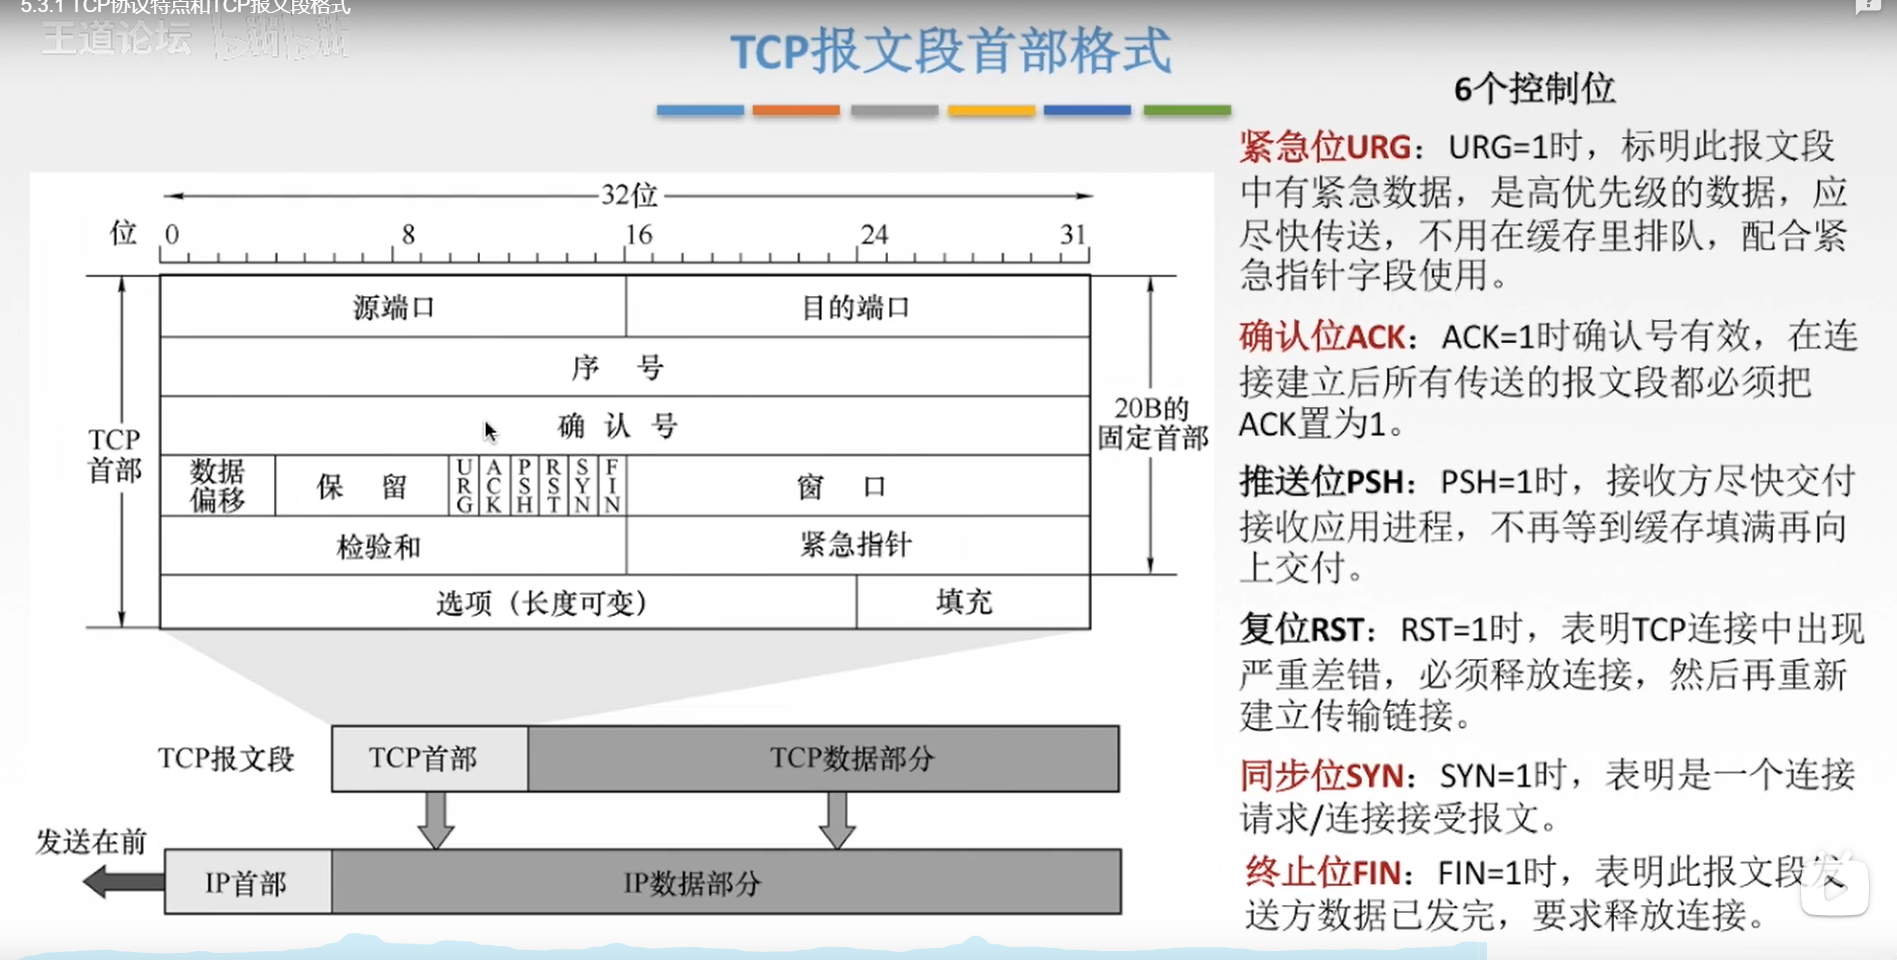 5.3.1 TCP协议特点和TCP报文段格式
王道论坛 bilibili
TCP报文段首部格式
32位
位 0 8 16 24 31
源端口 目的端口
序 号
确 认 号
数据偏移 保 留 URG ACK PSH RST SYN FIN 窗 口
检验和 紧急指针
选项（长度可变） 填充
TCP首部
20B的
固定首部
TCP报文段 TCP首部 TCP数据部分
发送在前
IP首部 IP数据部分
6个控制位
紧急位URG：URG=1时，标明此报文段
中有紧急数据，是高优先级的数据，应
尽快传送，不用在缓存里排队，配合紧
急指针字段使用。
确认位ACK：ACK=1时确认号有效，在连
接建立后所有传送的报文段都必须把
ACK置为1。
推送位PSH：PSH=1时，接收方尽快交付
接收应用进程，不再等到缓存填满再向
上交付。
复位RST：RST=1时，表明TCP连接中出现
严重差错，必须释放连接，然后再重新
建立传输链接。
同步位SYN：SYN=1时，表明是一个连接
请求/连接接受报文。
终止位FIN：FIN=1时，表明此报文段发
送方数据已发完，要求释放连接。